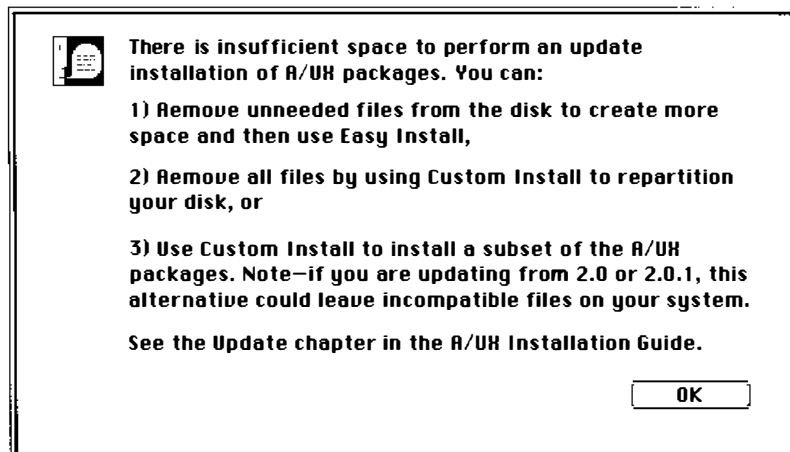 There is insufficient space to perform an update
installation of A/UX packages. You can:
1) Remove unneeded files from the disk to create more
space and then use Easy Install,
2) Remove all files by using Custom Install to repartition
your disk, or
3) Use Custom Install to install a subset of the A/UX
packages. Note—if you are updating from 2.0 or 2.0.1, this
alternative could leave incompatible files on your system.
See the Update chapter in the A/UX Installation Guide.
OK